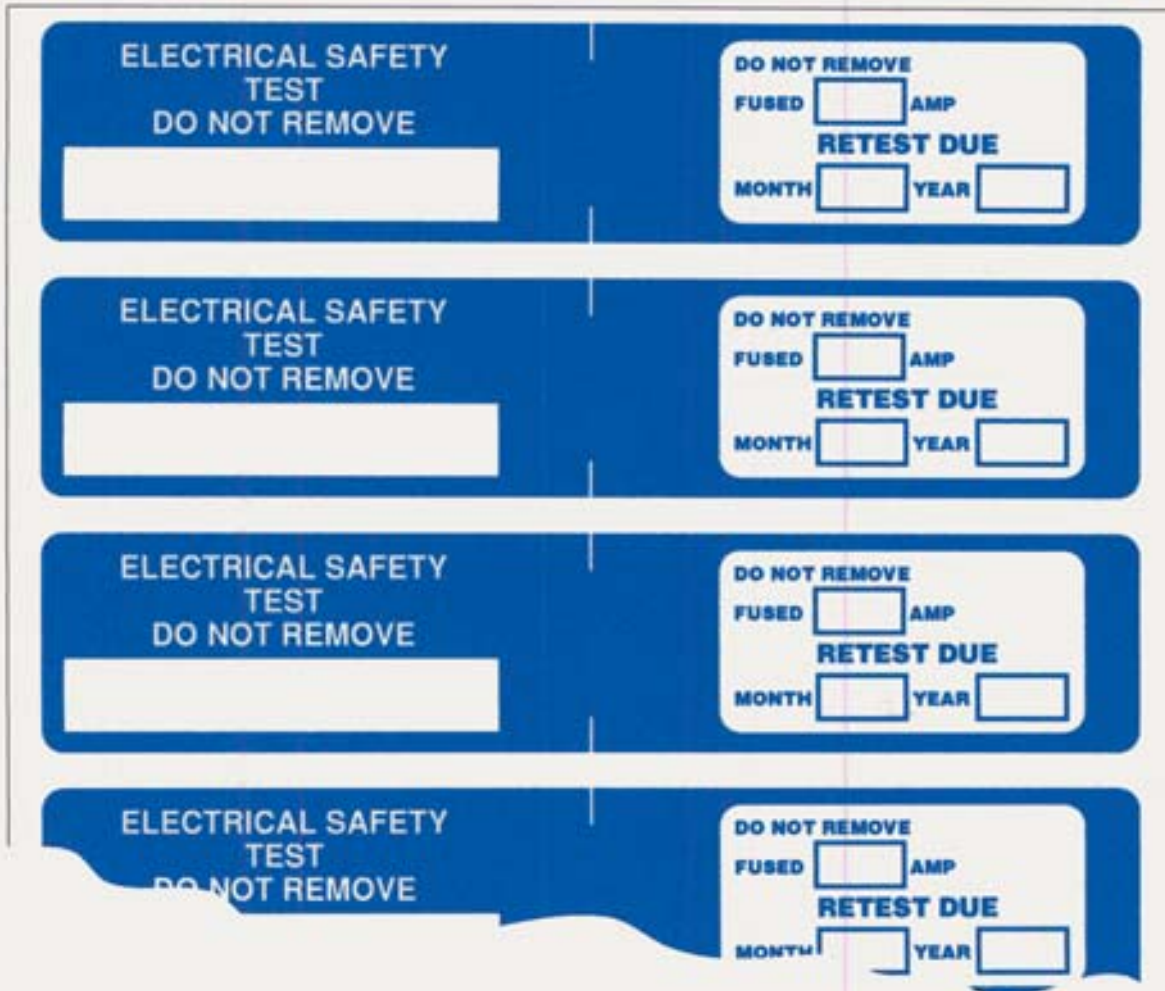 ELECTRICAL SAFETY
TEST
DO NOT REMOVE
DO NOT REMOVE
FUSED AMP
RETEST DUE
MONTH YEAR
ELECTRICAL SAFETY
TEST
DO NOT REMOVE
DO NOT REMOVE
FUSED AMP
RETEST DUE
MONTH YEAR
ELECTRICAL SAFETY
TEST
DO NOT REMOVE
DO NOT REMOVE
FUSED AMP
RETEST DUE
MONTH YEAR
ELECTRICAL SAFETY
TEST
DO NOT REMOVE
DO NOT REMOVE
FUSED AMP
RETEST DUE
MONTH YEAR